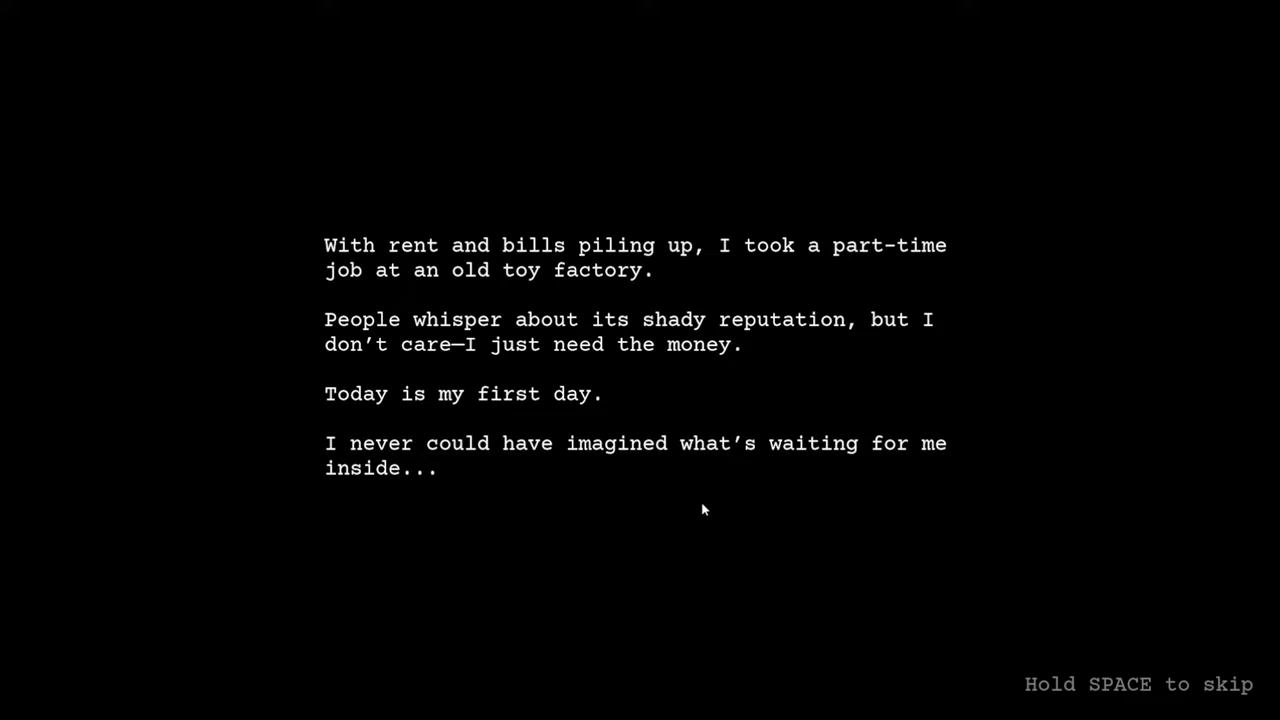 With rent and bills piling up, I took a part-time
job at an old toy factory.
People whisper about its shady reputation, but I
don’t care—I just need the money.
Today is my first day.
I never could have imagined what’s waiting for me
inside...
Hold SPACE to skip